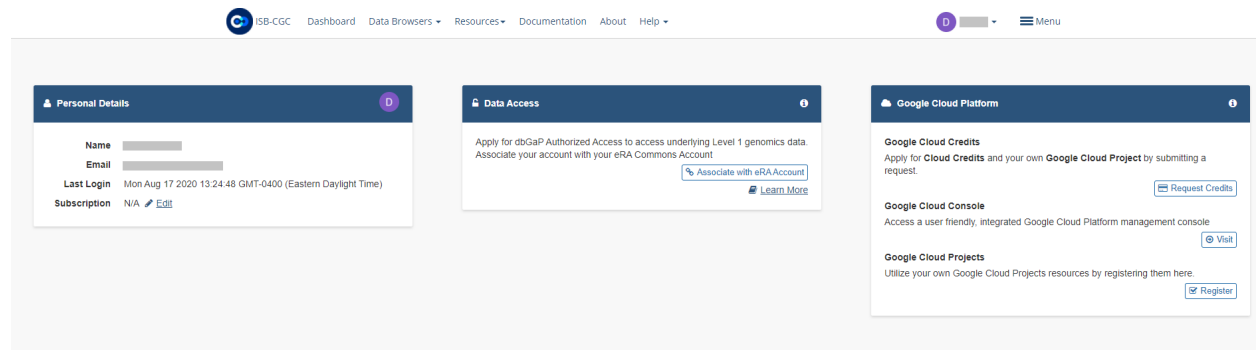 ISB-CGC Dashboard Data Browsers Resources Documentation About Help D Menu
Personal Details D
Name
Email
Last Login Mon Aug 17 2020 13:24:48 GMT-0400 (Eastern Daylight Time)
Subscription N/A Edit
Data Access
Apply for dbGaP Authorized Access to access underlying Level 1 genomics data.
Associate your account with your eRA Commons Account
Associate with eRA Account
Learn More
Google Cloud Platform
Google Cloud Credits
Apply for Cloud Credits and your own Google Cloud Project by submitting a
request.
Request Credits
Google Cloud Console
Access a user friendly, integrated Google Cloud Platform management console
Visit
Google Cloud Projects
Utilize your own Google Cloud Projects resources by registering them here.
Register